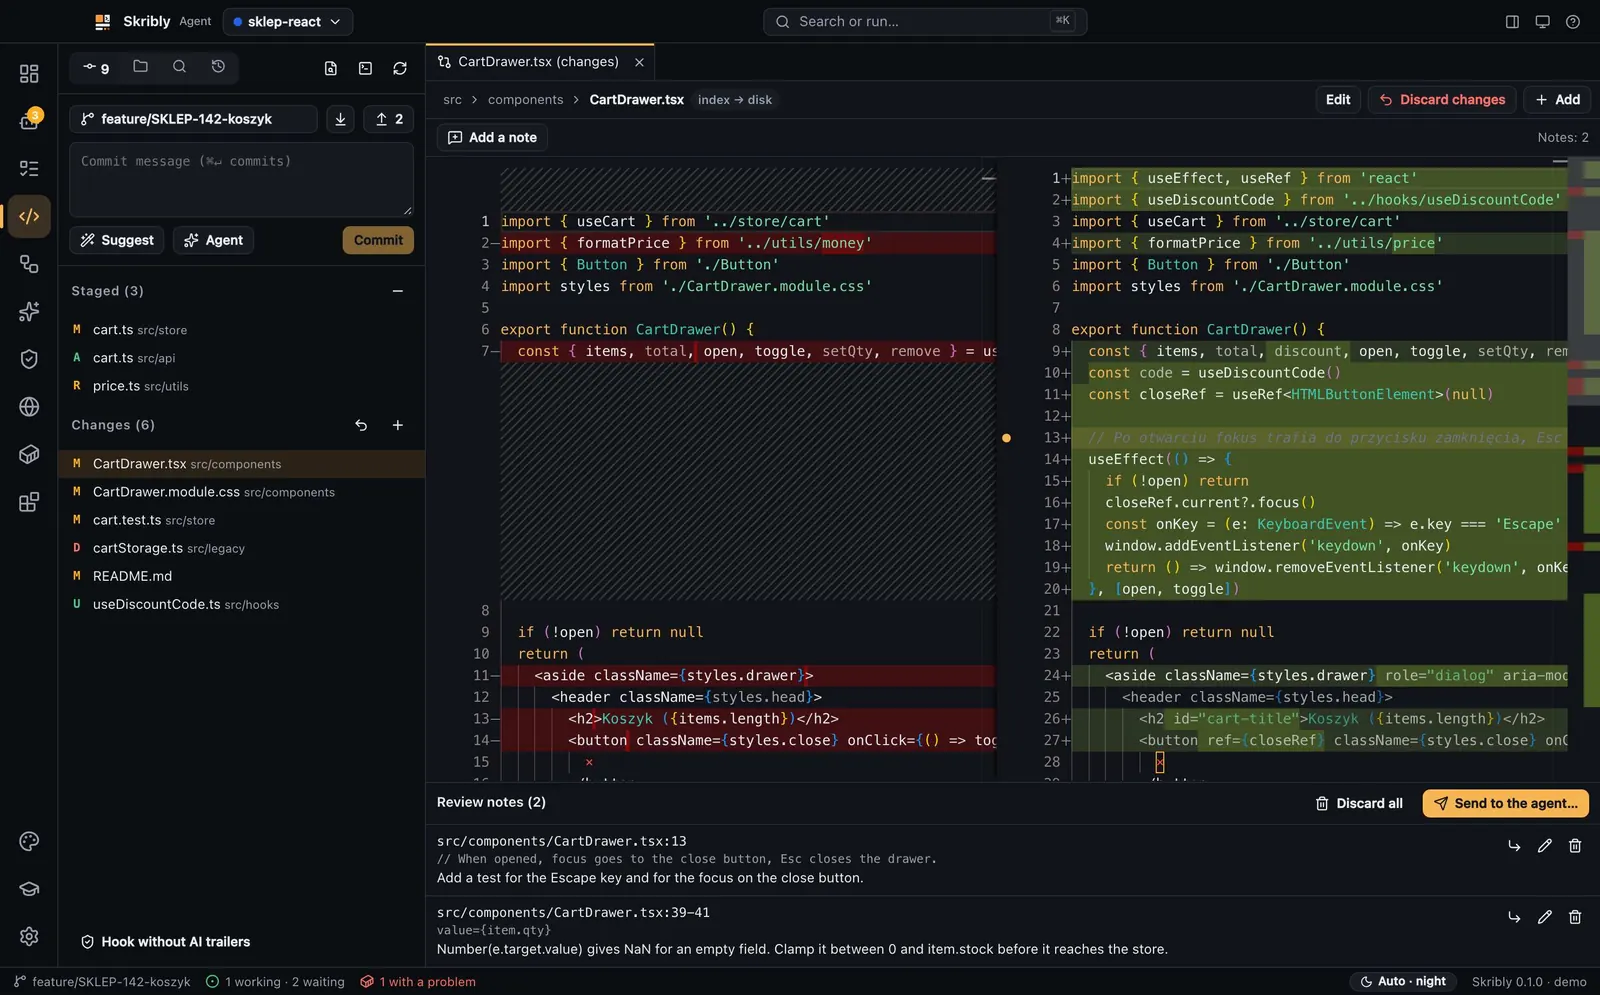 Skribly Agent sklep-react
Search or run... ⌘K
3
9
feature/SKLEP-142-koszyk 2
Commit message (⌘↵ commits)
Suggest Agent Commit
Staged (3)
M cart.ts src/store
A cart.ts src/api
R price.ts src/utils
Changes (6)
M CartDrawer.tsx src/components
M CartDrawer.module.css src/components
M cart.test.ts src/store
D cartStorage.ts src/legacy
M README.md
U useDiscountCode.ts src/hooks
Hook without AI trailers
CartDrawer.tsx (changes)
src > components > CartDrawer.tsx index → disk
Edit Discard changes + Add
Add a note
Notes: 2
1 import { useCart } from '../store/cart'
2— import { formatPrice } from '../utils/money'
3 import { Button } from './Button'
4 import styles from './CartDrawer.module.css'
5
6 export function CartDrawer() {
7— const { items, total, open, toggle, setQty, remove } = us
8
9 if (!open) return null
10 return (
11— <aside className={styles.drawer}>
12 <header className={styles.head}>
13— <h2>Koszyk ({items.length})</h2>
14— <button className={styles.close} onClick={() => tog
15 ×
1+ import { useEffect, useRef } from 'react'
2+ import { useDiscountCode } from '../hooks/useDiscountCode'
3 import { useCart } from '../store/cart'
4+ import { formatPrice } from '../utils/price'
5 import { Button } from './Button'
6 import styles from './CartDrawer.module.css'
7
8 export function CartDrawer() {
9+ const { items, total, discount, open, toggle, setQty, rem
10+ const code = useDiscountCode()
11+ const closeRef = useRef<HTMLButtonElement>(null)
12+
13+ // Po otwarciu fokus trafia do przycisku zamknięcia, Esc
14+ useEffect(() => {
15+ if (!open) return
16+ closeRef.current?.focus()
17+ const onKey = (e: KeyboardEvent) => e.key === 'Escape'
18+ window.addEventListener('keydown', onKey)
19+ return () => window.removeEventListener('keydown', onKe
20+ }, [open, toggle])
21
22 if (!open) return null
23 return (
24+ <aside className={styles.drawer} role="dialog" aria-mod
25 <header className={styles.head}>
26+ <h2 id="cart-title">Koszyk ({items.length})</h2>
27+ <button ref={closeRef} className={styles.close} onC
28 ×
Review notes (2)
Discard all Send to the agent...
src/components/CartDrawer.tsx:13
// When opened, focus goes to the close button, Esc closes the drawer.
Add a test for the Escape key and for the focus on the close button.
src/components/CartDrawer.tsx:39–41
value={item.qty}
Number(e.target.value) gives NaN for an empty field. Clamp it between 0 and item.stock before it reaches the store.
feature/SKLEP-142-koszyk 1 working · 2 waiting 1 with a problem
Auto · night Skribly 0.1.0 · demo